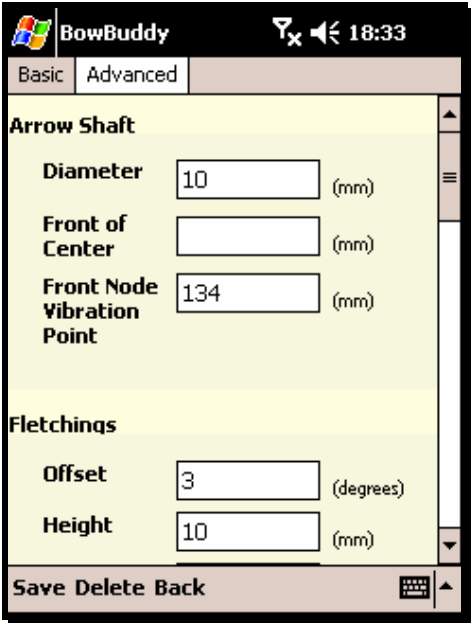 BowBuddy 18:33
Basic Advanced
Arrow Shaft
Diameter 10 (mm)
Front of
Center (mm)
Front Node
Vibration
Point 134 (mm)
Fletchings
Offset 3 (degrees)
Height 10 (mm)
Save Delete Back